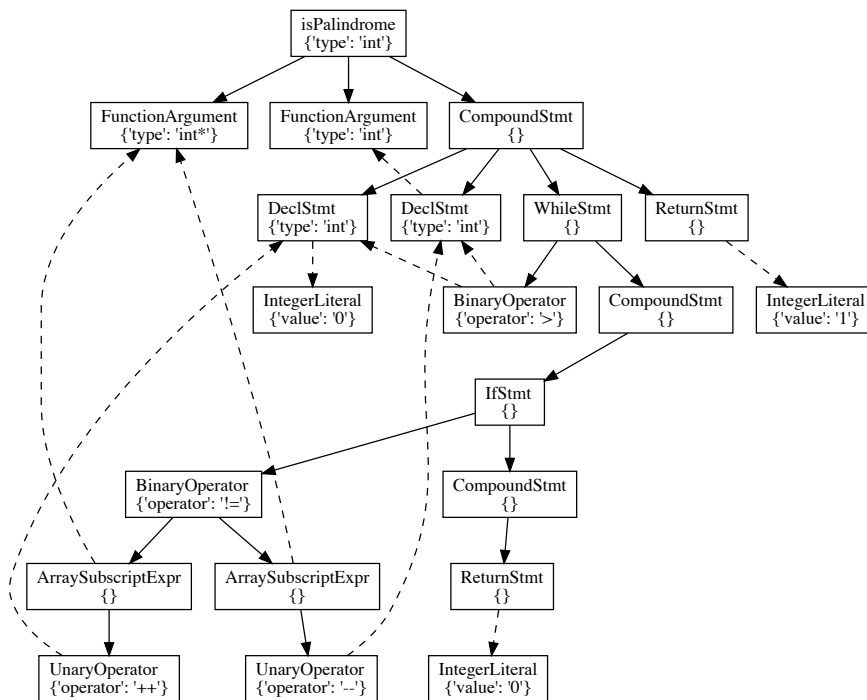 isPalindrome
{'type': 'int'}
FunctionArgument
{'type': 'int*'}
FunctionArgument
{'type': 'int'}
CompoundStmt
{}
DeclStmt
{'type': 'int'}
DeclStmt
{'type': 'int'}
WhileStmt
{}
ReturnStmt
{}
IntegerLiteral
{'value': '0'}
BinaryOperator
{'operator': '>'}
CompoundStmt
{}
IntegerLiteral
{'value': '1'}
IfStmt
{}
BinaryOperator
{'operator': '!='}
CompoundStmt
{}
ArraySubscriptExpr
{}
ArraySubscriptExpr
{}
ReturnStmt
{}
UnaryOperator
{'operator': '++'}
UnaryOperator
{'operator': '--'}
IntegerLiteral
{'value': '0'}